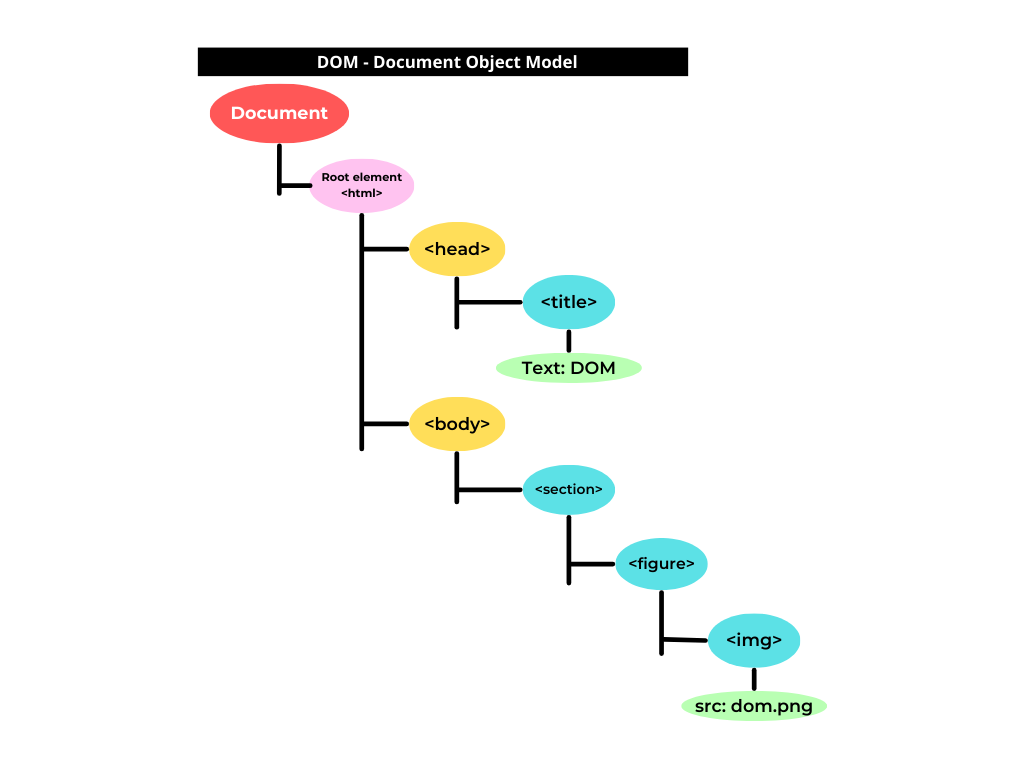 DOM - Document Object Model
Document
Root element
<html>
<head>
<title>
Text: DOM
<body>
<section>
<figure>
<img>
src: dom.png